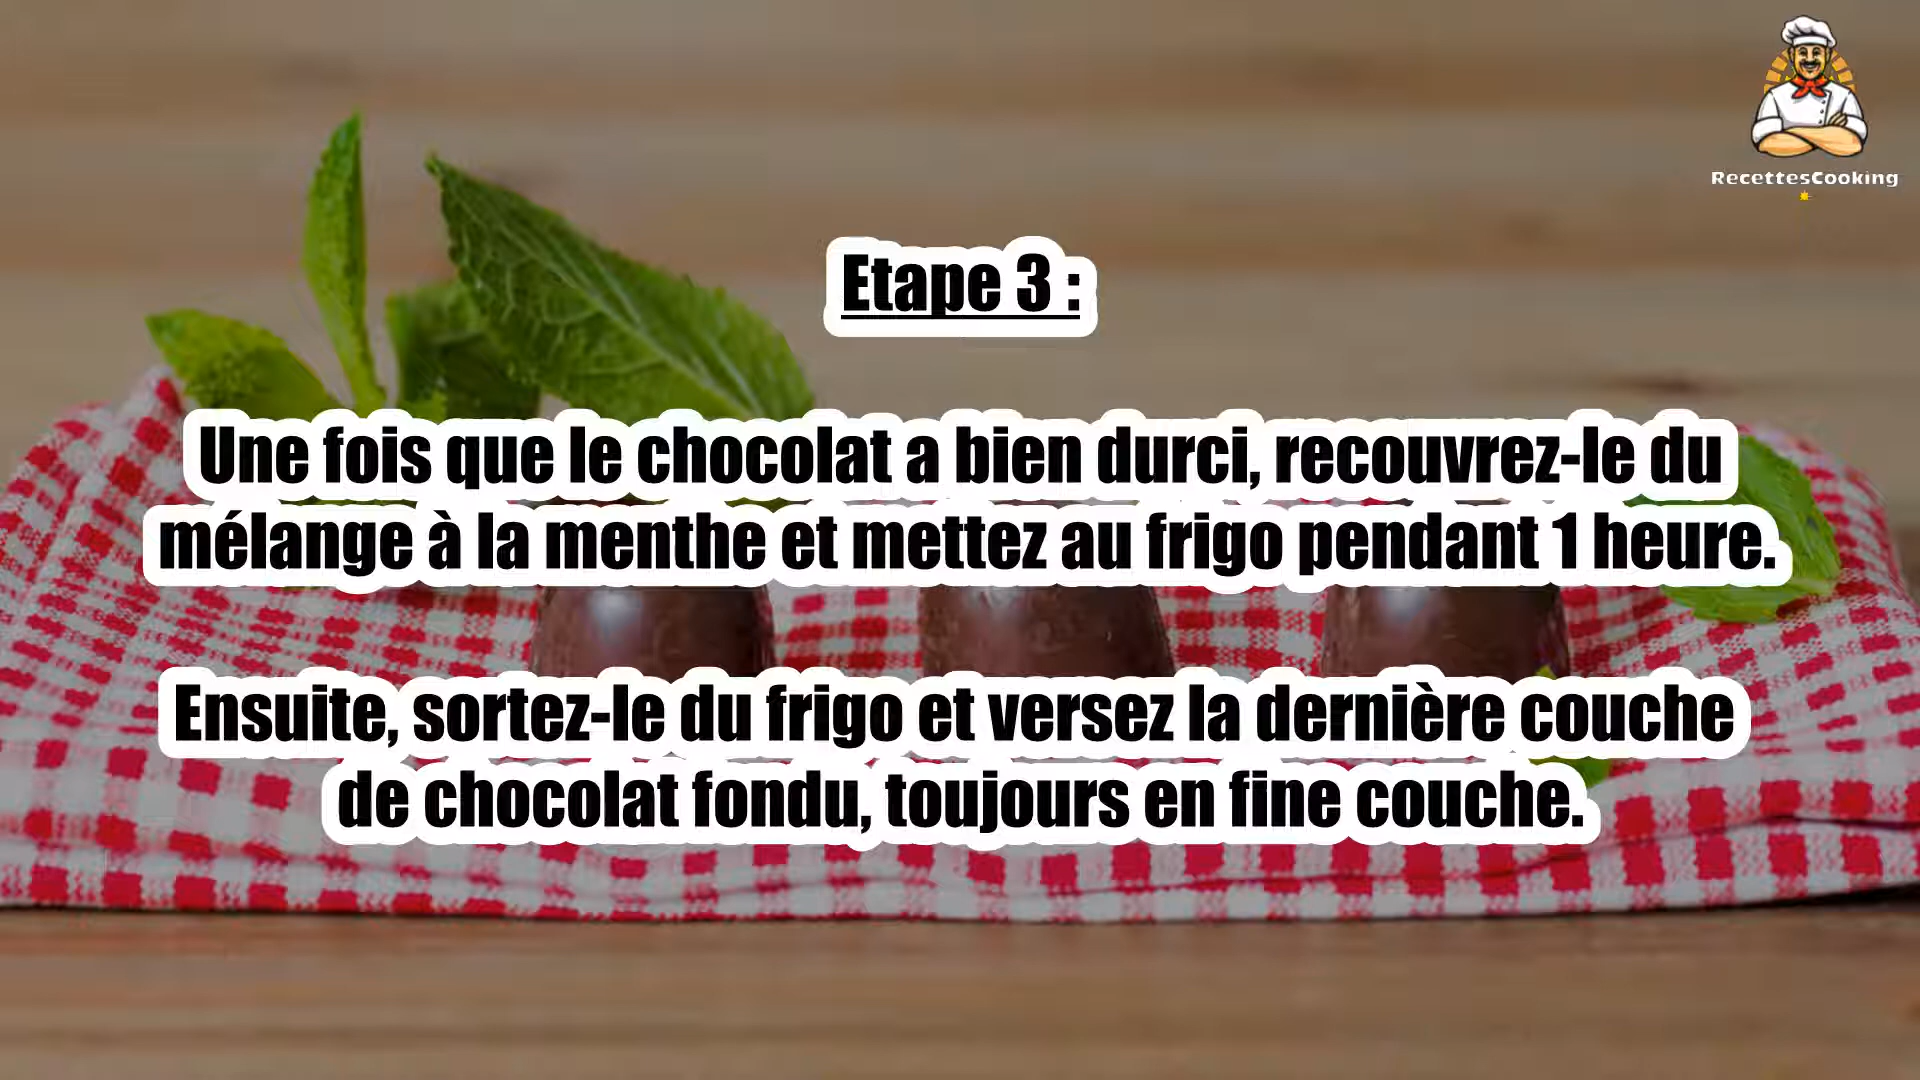 RecettesCooking
Etape 3 :
Une fois que le chocolat a bien durci, recouvrez-le du
mélange à la menthe et mettez au frigo pendant 1 heure.
Ensuite, sortez-le du frigo et versez la dernière couche
de chocolat fondu, toujours en fine couche.